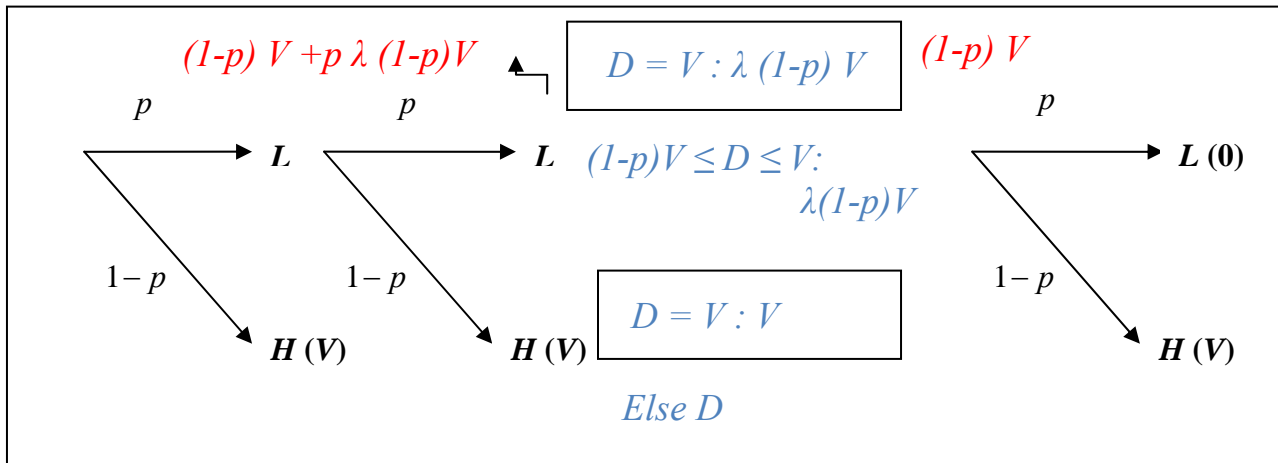 (1-p) V +p λ (1-p)V
D = V : λ (1-p) V
(1-p) V
p
p
p
L
L
(1-p)V ≤ D ≤ V:
λ(1-p)V
L (0)
1– p
1– p
1– p
D = V : V
H (V)
H (V)
H (V)
Else D